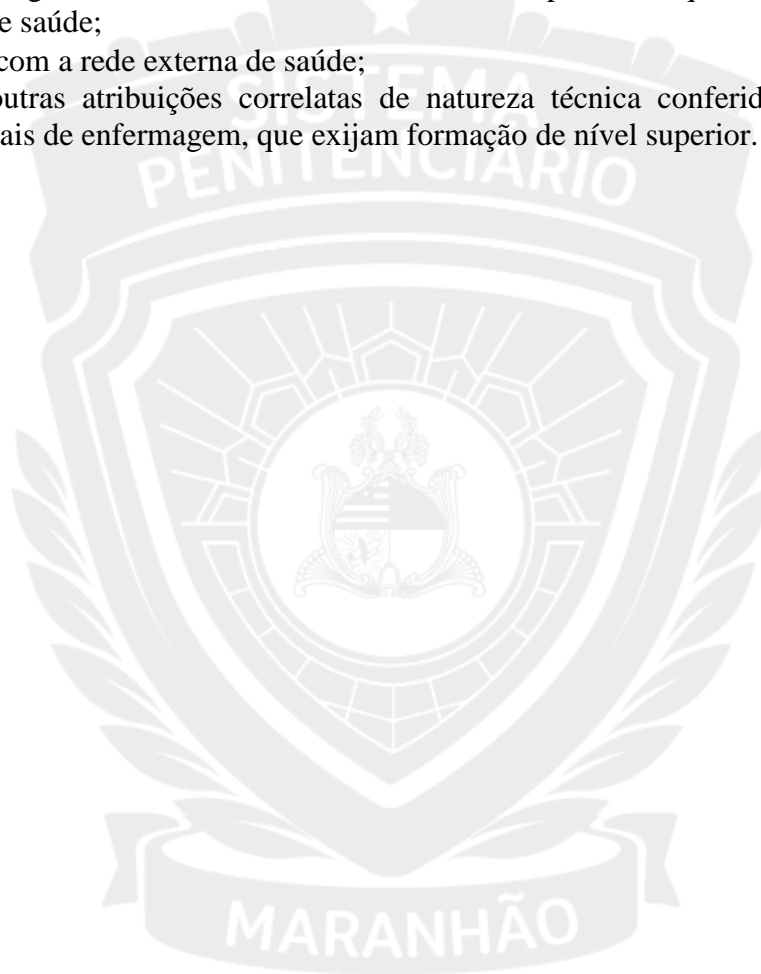 e saúde;
com a rede externa de saúde;
outras atribuições correlatas de natureza técnica conferid
ais de enfermagem, que exijam formação de nível superior.
SISTEMA
PENITENCIÁRIO
MARANHÃO